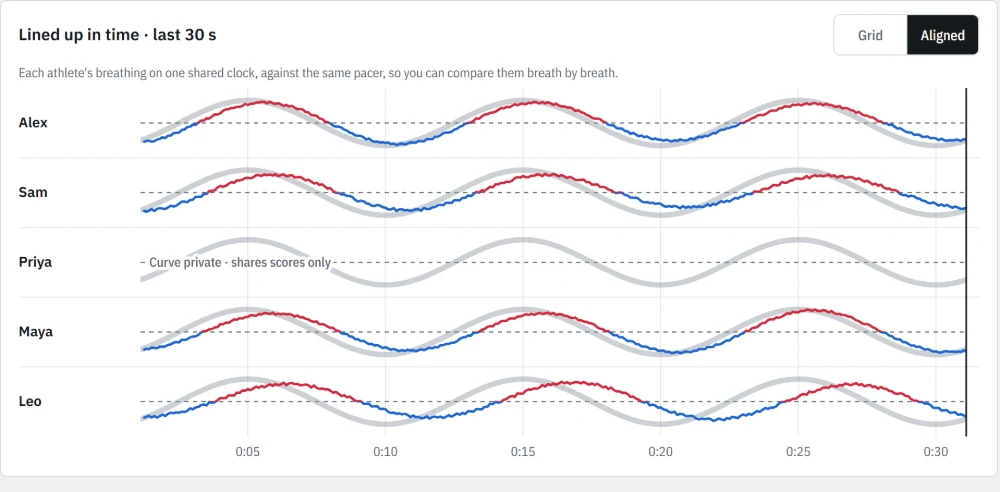 Lined up in time · last 30 s
Grid
Aligned
Each athlete's breathing on one shared clock, against the same pacer, so you can compare them breath by breath.
Alex
Sam
Priya
Curve private · shares scores only
Maya
Leo
0:05
0:10
0:15
0:20
0:25
0:30